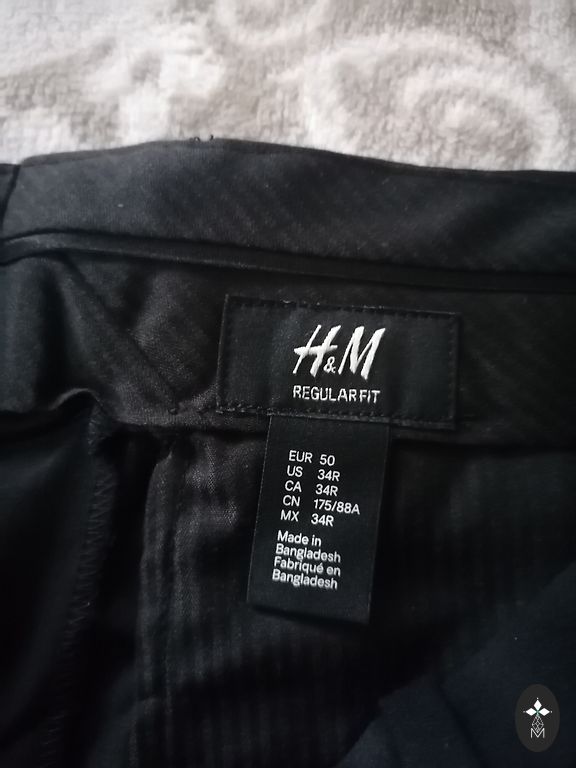 H&M
REGULAR FIT
EUR 50
US 34R
CA 34R
CN 175/88A
MX 34R
Made in
Bangladesh
Fabriqué en
Bangladesh
M